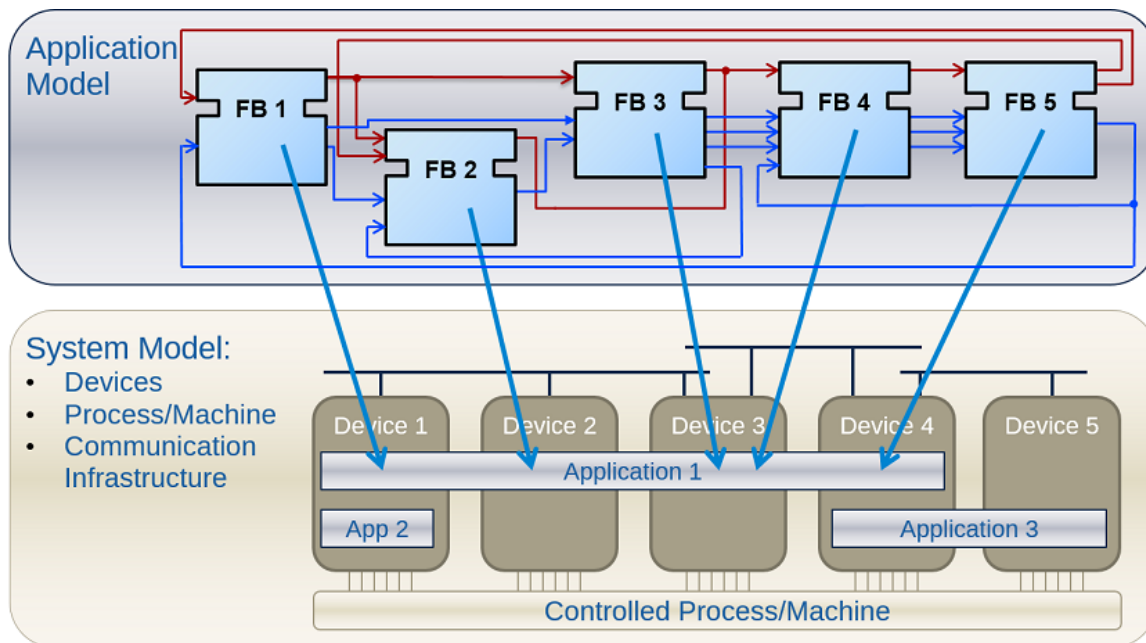 Application
Model
FB 1
FB 2
FB 3
FB 4
FB 5
System Model:
• Devices
• Process/Machine
• Communication
Infrastructure
Device 1
Device 2
Device 3
Device 4
Device 5
Application 1
App 2
Application 3
Controlled Process/Machine